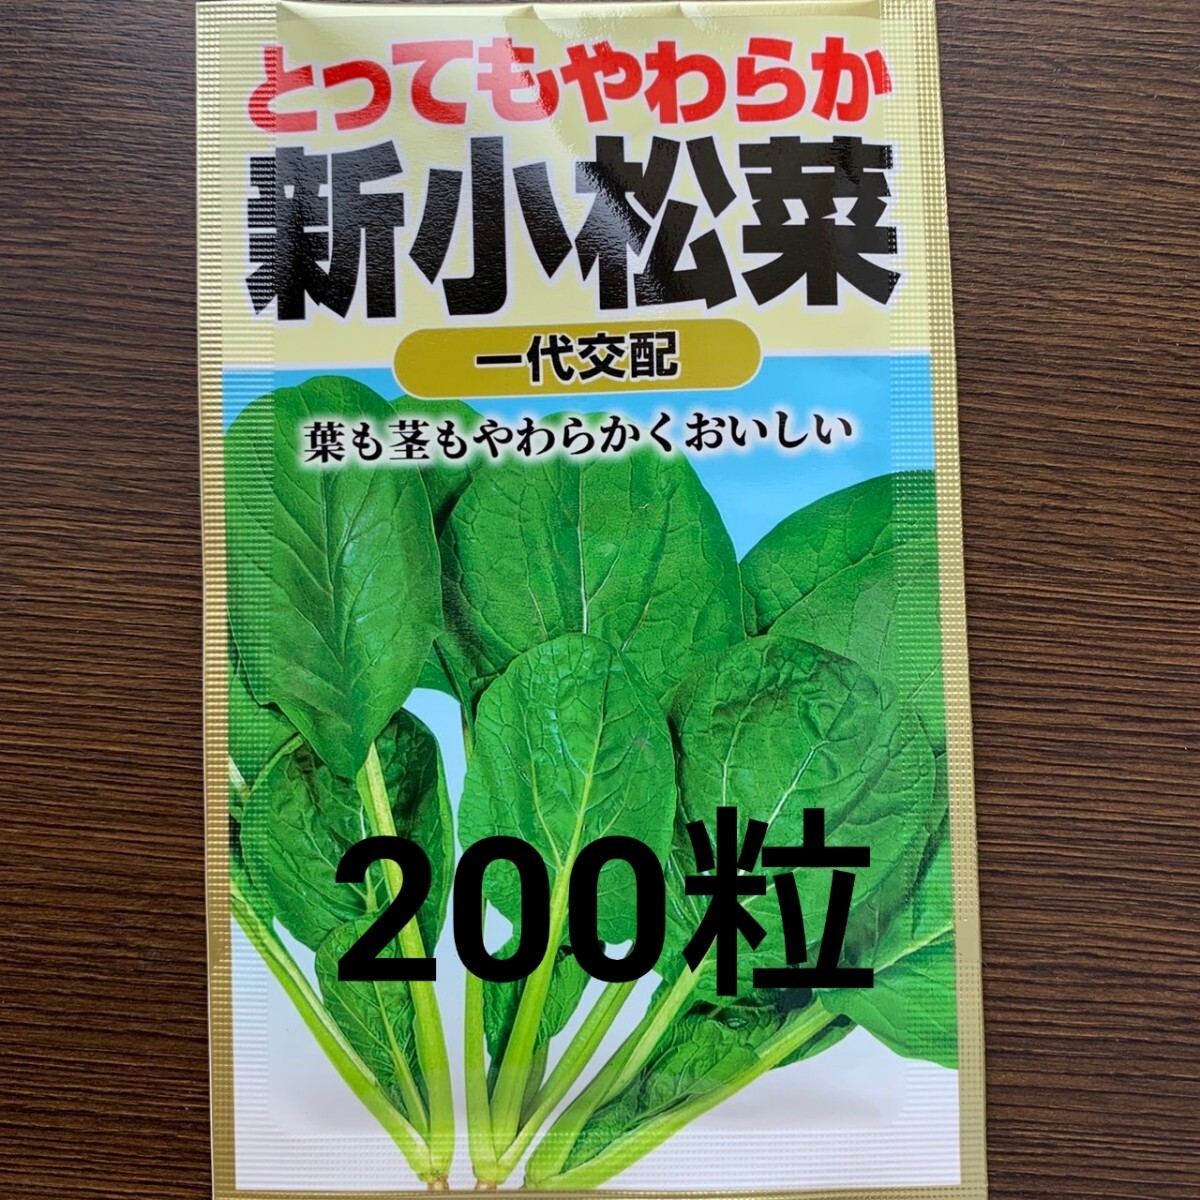 とってもやわらか
新小松菜
一代交配
葉も茎もやわらかくおいしい
200粒